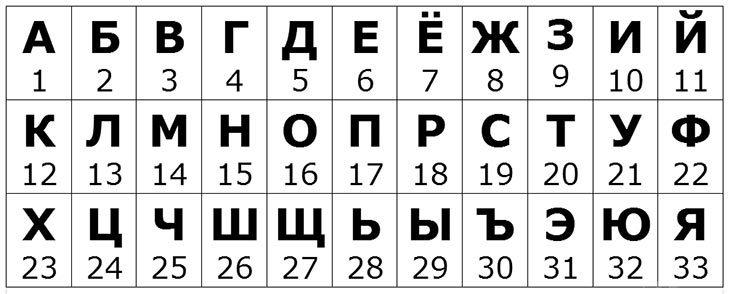 А Б В Г Д Е Ё Ж З И Й
1 2 3 4 5 6 7 8 9 10 11
К Л М Н О П Р С Т У Ф
12 13 14 15 16 17 18 19 20 21 22
Х Ц Ч Ш Щ Ь Ы Ъ Э Ю Я
23 24 25 26 27 28 29 30 31 32 33